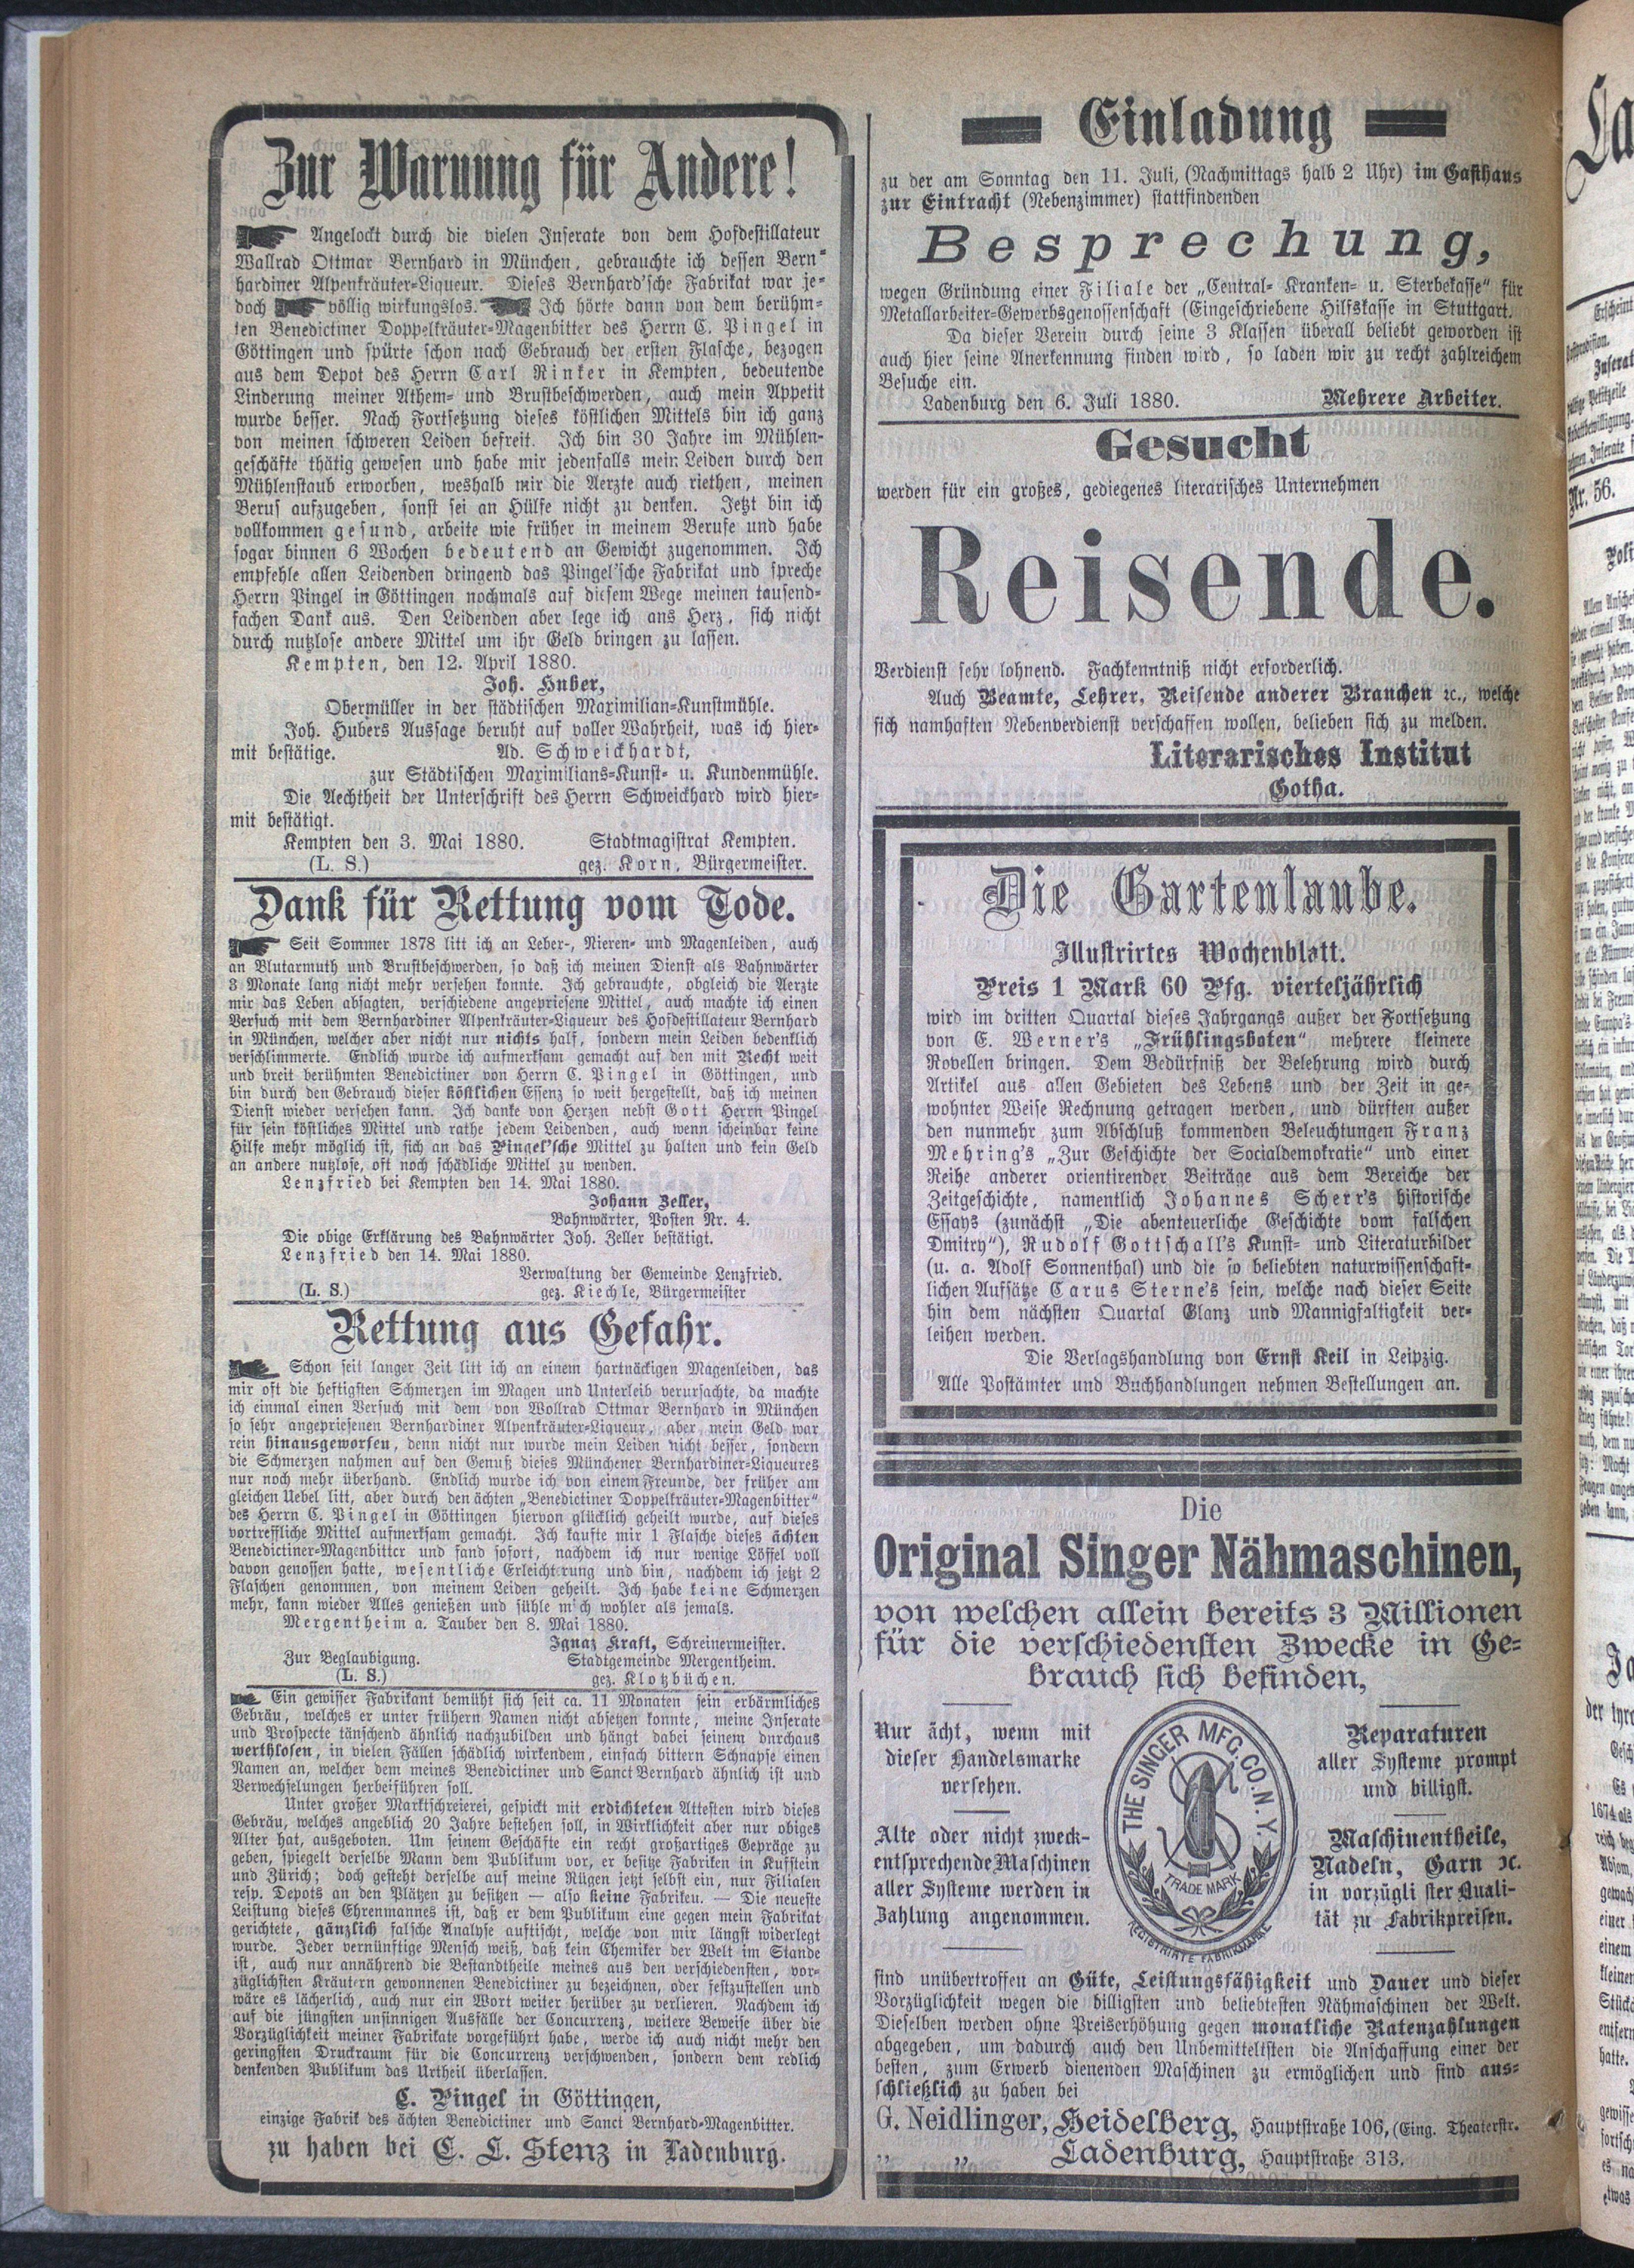 Zur Warnung für Andere!
Angelockt durch die vielen Inserate von dem Hofdestillateur
Wallrad Ottmar Bernhard in München, gebrauchte ich dessen Bern-
hardiner Alpenkräuter-Liqueur. Dieses Bernhard'sche Fabrikat war je-
doch völlig wirkungslos. Ich hörte dann von dem berühm-
ten Benedictiner Doppelkräuter-Magenbitter des Herrn C. Pingel in
Göttingen und spürte schon nach Gebrauch der ersten Flasche, bezogen
aus dem Depot des Herrn Carl Rinker in Kempten, bedeutende
Linderung meiner Athem- und Brustbeschwerden, auch mein Appetit
wurde besser. Nach Fortsetzung dieses köstlichen Mittels bin ich ganz
von meinen schweren Leiden befreit. Ich bin 30 Jahre im Mühlen-
geschäfte thätig gewesen und habe mir jedenfalls mein Leiden durch den
Mühlenstaub erworben, weshalb mir die Aerzte auch riethen, meinen
Beruf aufzugeben, sonst sei an Hülfe nicht zu denken. Jetzt bin ich
vollkommen gesund, arbeite wie früher in meinem Berufe und habe
sogar binnen 6 Wochen bedeutend an Gewicht zugenommen. Ich
empfehle allen Leidenden dringend das Pingel'sche Fabrikat und spreche
Herrn Pingel in Göttingen nochmals auf diesem Wege meinen tausend-
fachen Dank aus. Den Leidenden aber lege ich ans Herz, sich nicht
durch nutzlose andere Mittel um ihr Geld bringen zu lassen.
Kempten, den 12. April 1880.
Joh. Huber,
Obermüller in der städtischen Maximilian-Kunstmühle.
Joh. Hubers Aussage beruht auf voller Wahrheit, was ich hier-
mit bestätige. Ad. Schweickhardt,
zur Städtischen Maximilians-Kunst- u. Kundenmühle.
Die Aechtheit der Unterschrift des Herrn Schweickhard wird hier-
mit bestätigt.
Kempten den 3. Mai 1880. Stadtmagistrat Kempten.
(L. S.) gez. Korn, Bürgermeister.
Dank für Rettung vom Tode.
Seit Sommer 1878 litt ich an Leber-, Nieren- und Magenleiden, auch
an Blutarmuth und Brustbeschwerden, so daß ich meinen Dienst als Bahnwärter
3 Monate lang nicht mehr versehen konnte. Ich gebrauchte, obgleich die Aerzte
mir das Leben absagten, verschiedene angepriesene Mittel, auch machte ich einen
Versuch mit dem Bernhardiner Alpenkräuter-Liqueur des Hofdestillateur Bernhard
in München, welcher aber nicht nur nichts half, sondern mein Leiden bedenklich
verschlimmerte. Endlich wurde ich aufmerksam gemacht auf den mit Recht weit
und breit berühmten Benedictiner von Herrn C. Pingel in Göttingen, und
bin durch den Gebrauch dieser köstlichen Essenz so weit hergestellt, daß ich meinen
Dienst wieder versehen kann. Ich danke von Herzen nebst Gott Herrn Pingel
für sein köstliches Mittel und rathe jedem Leidenden, auch wenn scheinbar keine
Hilfe mehr möglich ist, sich an das Pingel'sche Mittel zu halten und kein Geld
an andere nutzlose, oft noch schädliche Mittel zu wenden.
Lenzfried bei Kempten den 14. Mai 1880.
Johann Zeller,
Bahnwärter, Posten Nr. 4.
Die obige Erklärung des Bahnwärter Joh. Zeller bestätigt.
Lenzfried den 14. Mai 1880.
Verwaltung der Gemeinde Lenzfried.
(L. S.) gez. Kiechle, Bürgermeister
Rettung aus Gefahr.
Schon seit langer Zeit litt ich an einem hartnäckigen Magenleiden, das
mir oft die heftigsten Schmerzen im Magen und Unterleib verursachte, da machte
ich einmal einen Versuch mit dem von Wollrad Ottmar Bernhard in München
so sehr angepriesenen Bernhardiner Alpenkräuter-Liqueur, aber mein Geld war
rein hinausgeworfen, denn nicht nur wurde mein Leiden nicht besser, sondern
die Schmerzen nahmen auf den Genuß dieses Münchener Bernhardiner-Liqueures
nur noch mehr überhand. Endlich wurde ich von einem Freunde, der früher am
gleichen Uebel litt, aber durch den ächten „Benedictiner Doppelkräuter-Magenbitter“
des Herrn C. Pingel in Göttingen hiervon glücklich geheilt wurde, auf dieses
vortreffliche Mittel aufmerksam gemacht. Ich kaufte mir 1 Flasche dieses ächten
Benedictiner-Magenbitter und fand sofort, nachdem ich nur wenige Löffel voll
davon genossen hatte, wesentliche Erleichterung und bin, nachdem ich jetzt 2
Flaschen genommen, von meinem Leiden geheilt. Ich habe keine Schmerzen
mehr, kann wieder Alles genießen und fühle mich wohler als jemals.
Mergentheim a. Tauber den 8. Mai 1880.
Ignaz Kraft, Schreinermeister.
Zur Beglaubigung. Stadtgemeinde Mergentheim.
(L. S.) gez. Klotzbüchen.
Ein gewisser Fabrikant bemüht sich seit ca. 11 Monaten sein erbärmliches
Gebräu, welches er unter frühern Namen nicht absetzen konnte, meine Inserate
und Prospecte täuschend ähnlich nachzubilden und hängt dabei seinem durchaus
werthlosen, in vielen Fällen schädlich wirkendem, einfach bittern Schnapse einen
Namen an, welcher dem meines Benedictiner und Sanct Bernhard ähnlich ist und
Verwechselungen herbeiführen soll.
Unter großer Marktschreierei, gespickt mit erdichteten Attesten wird dieses
Gebräu, welches angeblich 20 Jahre bestehen soll, in Wirklichkeit aber nur obiges
Alter hat, ausgeboten. Um seinem Geschäfte ein recht großartiges Gepräge zu
geben, spiegelt derselbe Mann dem Publikum vor, er besitze Fabriken in Kufstein
und Zürich; doch gesteht derselbe auf meine Rügen jetzt selbst ein, nur Filialen
resp. Depots an den Plätzen zu besitzen — also keine Fabriken. — Die neueste
Leistung dieses Ehrenmannes ist, daß er dem Publikum eine gegen mein Fabrikat
gerichtete, gänzlich falsche Analyse auftischt, welche von mir längst widerlegt
wurde. Jeder vernünftige Mensch weiß, daß kein Chemiker der Welt im Stande
ist, auch nur annährend die Bestandtheile meines aus den verschiedensten, vor-
züglichsten Kräutern gewonnenen Benedictiner zu bezeichnen, oder festzustellen und
wäre es lächerlich, auch nur ein Wort weiter herüber zu verlieren. Nachdem ich
auf die jüngsten unsinnigen Ausfälle der Concurrenz, weitere Beweise über die
Vorzüglichkeit meiner Fabrikate vorgeführt habe, werde ich auch nicht mehr den
geringsten Druckraum für die Concurrenz verschwenden, sondern dem redlich
denkenden Publikum das Urtheil überlassen.
C. Pingel in Göttingen,
einzige Fabrik des ächten Benedictiner und Sanct Bernhard-Magenbitter.
zu haben bei C. L. Stenz in Ladenburg.
Einladung
zu der am Sonntag den 11. Juli, (Nachmittags halb 2 Uhr) im Gasthaus
zur Eintracht (Nebenzimmer) stattfindenden
Besprechung,
wegen Gründung einer Filiale der „Central- Kranken- u. Sterbekasse“ für
Metallarbeiter-Gewerbsgenossenschaft (Eingeschriebene Hilfskasse in Stuttgart.
Da dieser Verein durch seine 3 Klassen überall beliebt geworden ist
auch hier seine Anerkennung finden wird, so laden wir zu recht zahlreichem
Besuche ein.
Ladenburg den 6. Juli 1880. Mehrere Arbeiter.
Gesucht
werden für ein großes, gediegenes literarisches Unternehmen
Reisende.
Verdienst sehr lohnend. Fachkenntniß nicht erforderlich.
Auch Beamte, Lehrer, Reisende anderer Branchen ꝛc., welche
sich namhaften Nebenverdienst verschaffen wollen, belieben sich zu melden.
Literarisches Institut
Gotha.
Die Gartenlaube.
Illustrirtes Wochenblatt.
Preis 1 Mark 60 Pfg. vierteljährlich
wird im dritten Quartal dieses Jahrgangs außer der Fortsetzung
von E. Werner's „Frühlingsboten“ mehrere kleinere
Novellen bringen. Dem Bedürfniß der Belehrung wird durch
Artikel aus allen Gebieten des Lebens und der Zeit in ge-
wohnter Weise Rechnung getragen werden, und dürften außer
den nunmehr zum Abschluß kommenden Beleuchtungen Franz
Mehring's „Zur Geschichte der Socialdemokratie“ und einer
Reihe anderer orientirender Beiträge aus dem Bereiche der
Zeitgeschichte, namentlich Johannes Scherr's historische
Essays (zunächst „Die abenteuerliche Geschichte vom falschen
Dmitry“), Rudolf Gottschall's Kunst- und Literaturbilder
(u. a. Adolf Sonnenthal) und die so beliebten naturwissenschaft-
lichen Aufsätze Carus Sterne's sein, welche nach dieser Seite
hin dem nächsten Quartal Glanz und Mannigfaltigkeit ver-
leihen werden.
Die Verlagshandlung von Ernst Keil in Leipzig.
Alle Postämter und Buchhandlungen nehmen Bestellungen an.
Die
Original Singer Nähmaschinen,
von welchen allein bereits 3 Millionen
für die verschiedensten Zwecke in Ge-
brauch sich befinden,
Nur ächt, wenn mit
dieser Handelsmarke
versehen.
Alte oder nicht zweck-
entsprechende Maschinen
aller Systeme werden in
Zahlung angenommen.
THE SINGER MFG. CO. N. Y.
TRADE MARK
REGISTRIRTE FABRIKMARKE
Reparaturen
aller Systeme prompt
und billigst.
Maschinentheile,
Nadeln, Garn ꝛc.
in vorzügli ster Quali-
tät zu Fabrikpreisen.
sind unübertroffen an Güte, Leistungsfähigkeit und Dauer und dieser
Vorzüglichkeit wegen die billigsten und beliebtesten Nähmaschinen der Welt.
Dieselben werden ohne Preiserhöhung gegen monatliche Ratenzahlungen
abgegeben, um dadurch auch den Unbemitteltsten die Anschaffung einer der
besten, zum Erwerb dienenden Maschinen zu ermöglichen und sind aus-
schließlich zu haben bei
G. Neidlinger, Heidelberg, Hauptstraße 106, (Eing. Theaterstr.
„ „ Ladenburg, Hauptstraße 313.
La
Erscheint
Inserat
Nr. 56.
Poli